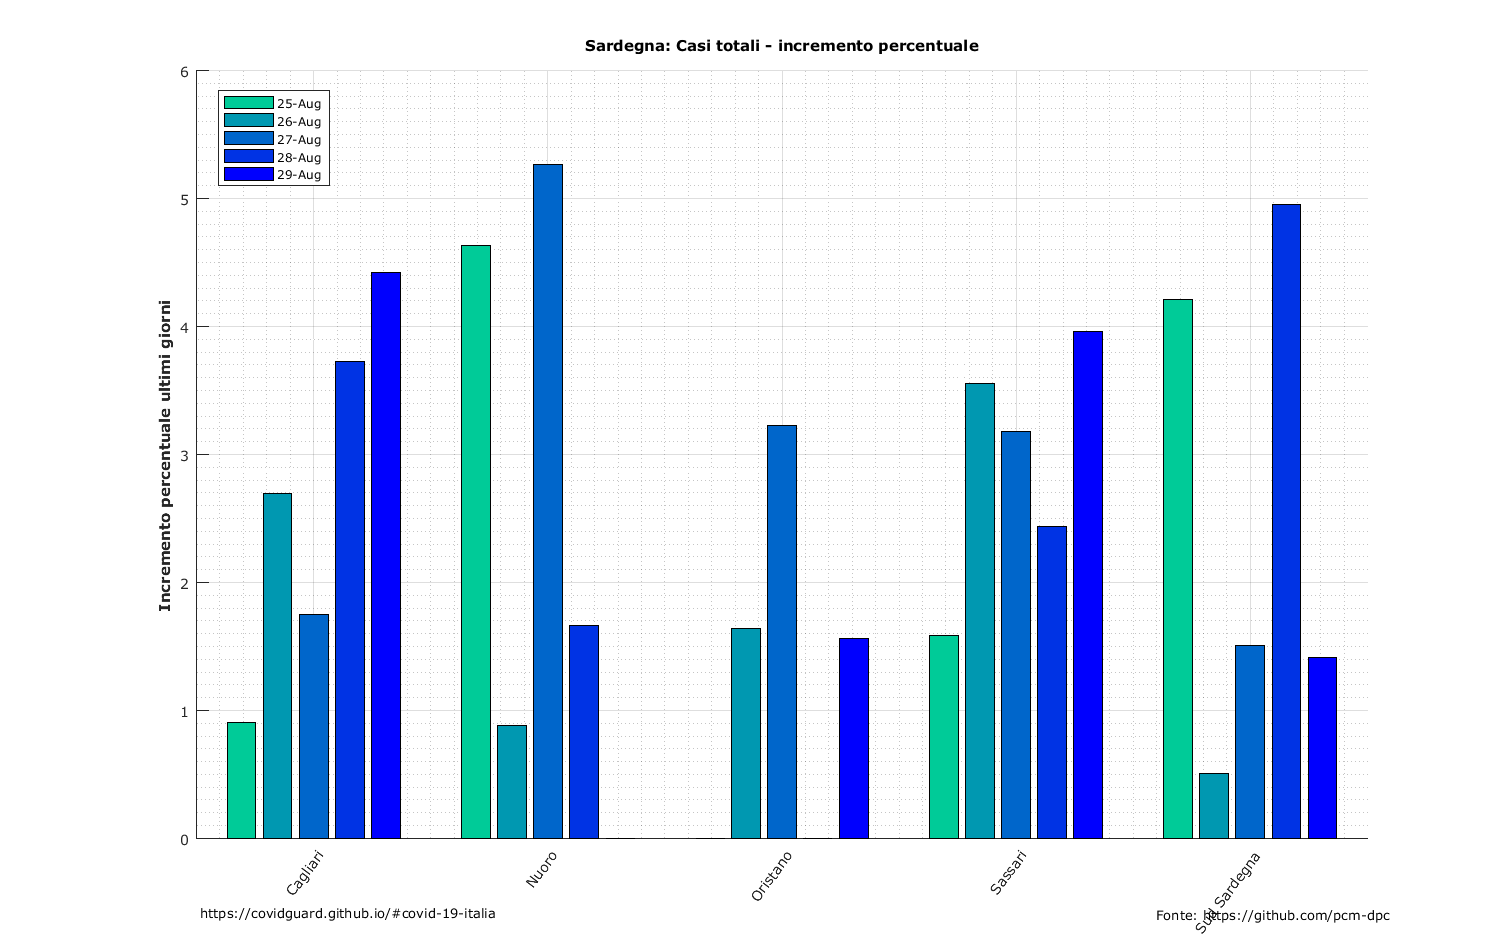 Sardegna: Casi totali - incremento percentuale
6
5
4
3
2
1
0
Incremento percentuale ultimi giorni
25-Aug
26-Aug
27-Aug
28-Aug
29-Aug
Cagliari
Nuoro
Oristano
Sassari
Sud Sardegna
https://covidguard.github.io/#covid-19-italia
Fonte: https://github.com/pcm-dpc